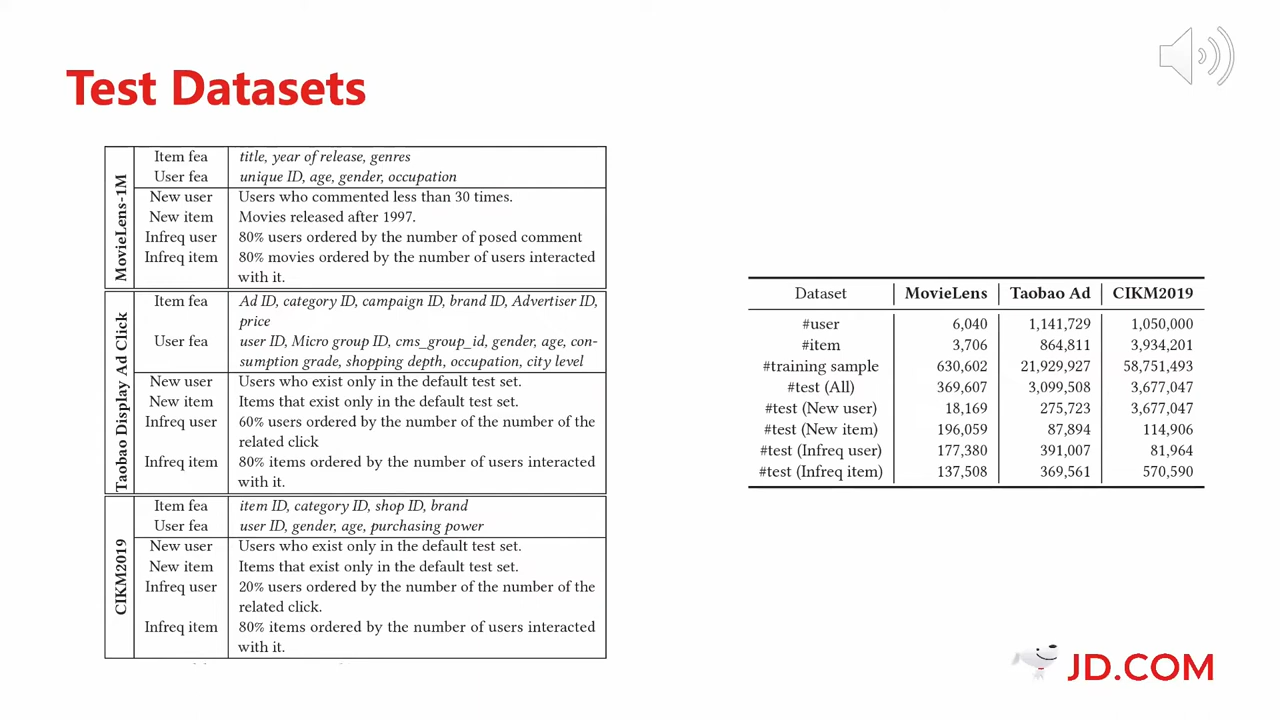 Test Datasets
MovieLens-1M
Item fea title, year of release, genres
User fea unique ID, age, gender, occupation
New user Users who commented less than 30 times.
New item Movies released after 1997.
Infreq user 80% users ordered by the number of posed comment
Infreq item 80% movies ordered by the number of users interacted
with it.
Taobao Display Ad Click
Item fea Ad ID, category ID, campaign ID, brand ID, Advertiser ID,
price
User fea user ID, Micro group ID, cms_group_id, gender, age, con-
sumption grade, shopping depth, occupation, city level
New user Users who exist only in the default test set.
New item Items that exist only in the default test set.
Infreq user 60% users ordered by the number of the number of the
related click
Infreq item 80% items ordered by the number of users interacted
with it.
CIKM2019
Item fea item ID, category ID, shop ID, brand
User fea user ID, gender, age, purchasing power
New user Users who exist only in the default test set.
New item Items that exist only in the default test set.
Infreq user 20% users ordered by the number of the number of the
related click.
Infreq item 80% items ordered by the number of users interacted
with it.
Dataset MovieLens Taobao Ad CIKM2019
#user 6,040 1,141,729 1,050,000
#item 3,706 864,811 3,934,201
#training sample 630,602 21,929,927 58,751,493
#test (All) 369,607 3,099,508 3,677,047
#test (New user) 18,169 275,723 3,677,047
#test (New item) 196,059 87,894 114,906
#test (Infreq user) 177,380 391,007 81,964
#test (Infreq item) 137,508 369,561 570,590
JD.COM